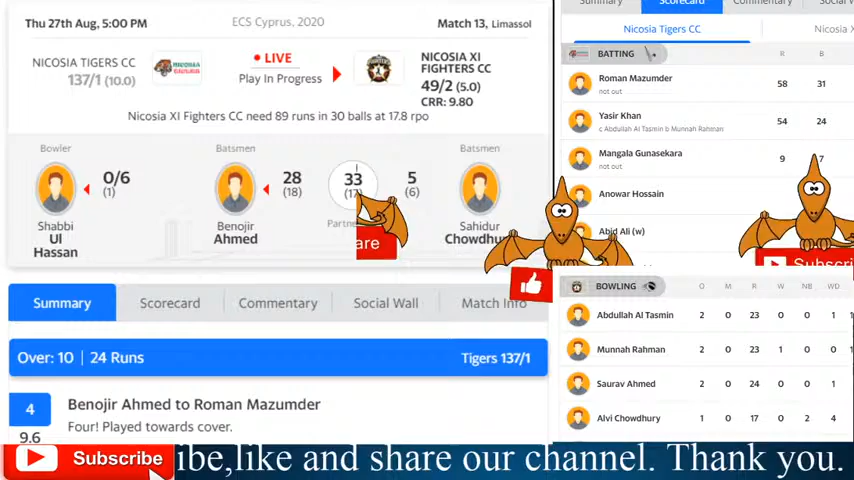 Thu 27th Aug, 5:00 PM
ECS Cyprus, 2020
Match 13, Limassol
NICOSIA TIGERS CC
137/1 (10.0)
LIVE
Play In Progress
NICOSIA XI
FIGHTERS CC
49/2 (5.0)
CRR: 9.80
Nicosia XI Fighters CC need 89 runs in 30 balls at 17.8 rpo
Bowler
Batsmen
Batsmen
0/6
(1)
28
(18)
33
5
(6)
Shabbi
Ul
Hassan
Benojir
Ahmed
Partne
are
Sahidur
Chowdhu
Summary
Scorecard
Commentary
Social Wall
Match Info
Over: 10 | 24 Runs
Tigers 137/1
4
9.6
Benojir Ahmed to Roman Mazumder
Four! Played towards cover.
Summary
Scorecard
Commentary
Social W
Nicosia Tigers CC
Nicosia X
BATTING
R B
Roman Mazumder 58 31
not out
Yasir Khan 54 24
c Abdullah Al Tasmin b Munnah Rahman
Mangala Gunasekara 9 7
not out
Anowar Hossain
Abid Ali (w)
Subscri
BOWLING O M R W NB WD
Abdullah Al Tasmin 2 0 23 0 0 1
Munnah Rahman 2 0 23 1 0 0
Saurav Ahmed 2 0 24 0 0 1
Alvi Chowdhury 1 0 17 0 2 4
Subscribe
ibe,like and share our channel. Thank you.